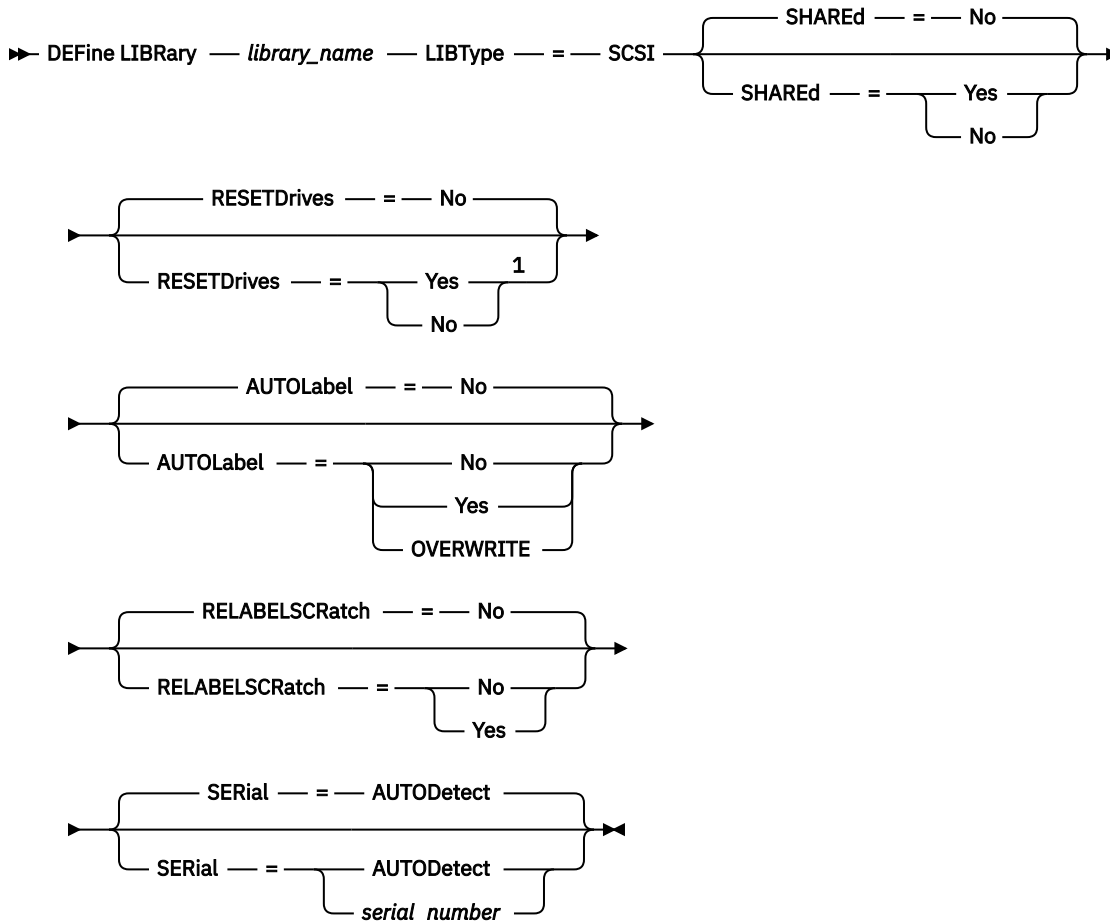 SHAREd = No
DEFine LIBRary library_name LIBType = SCSI
SHAREd = Yes
No
RESETDrives = No
RESETDrives = Yes 1
No
AUTOLabel = No
AUTOLabel = No
Yes
OVERWRITE
RELABELSCRatch = No
RELABELSCRatch = No
Yes
SERial = AUTODetect
SERial = AUTODetect
serial_number